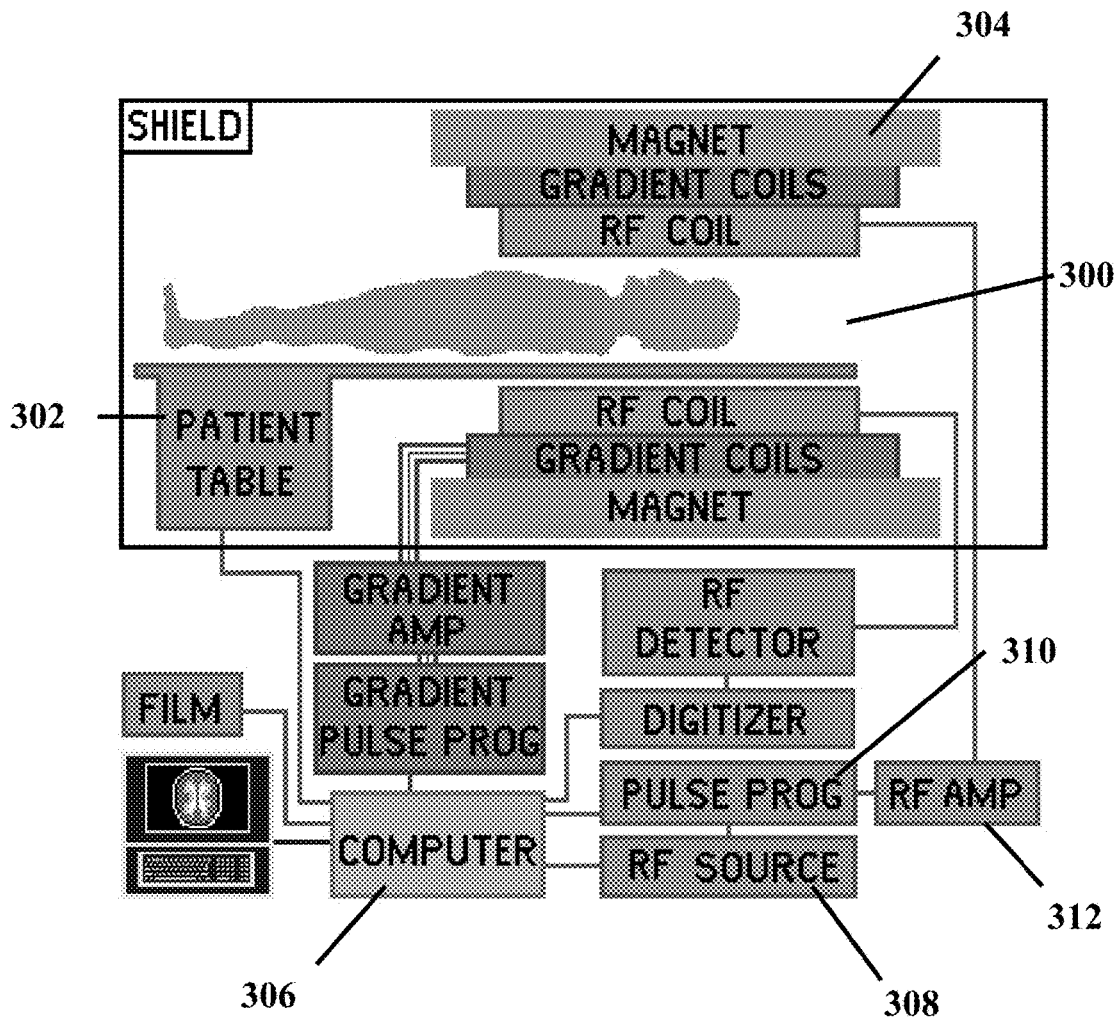 304
SHIELD
MAGNET
GRADIENT COILS
RF COIL
300
302
PATIENT
TABLE
RF COIL
GRADIENT COILS
MAGNET
GRADIENT
AMP
RF
DETECTOR
310
FILM
GRADIENT
PULSE PROG
DIGITIZER
PULSE PROG
RF AMP
COMPUTER
RF SOURCE
312
306
308